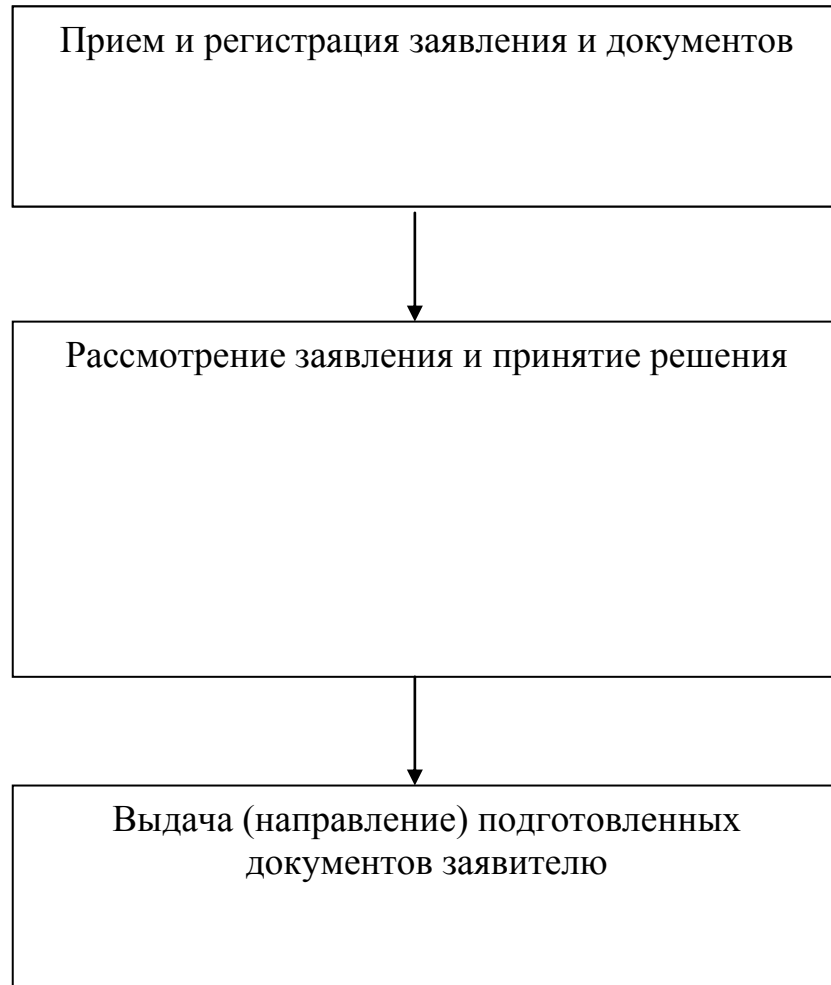 Прием и регистрация заявления и документов
Рассмотрение заявления и принятие решения
Выдача (направление) подготовленных
документов заявителю